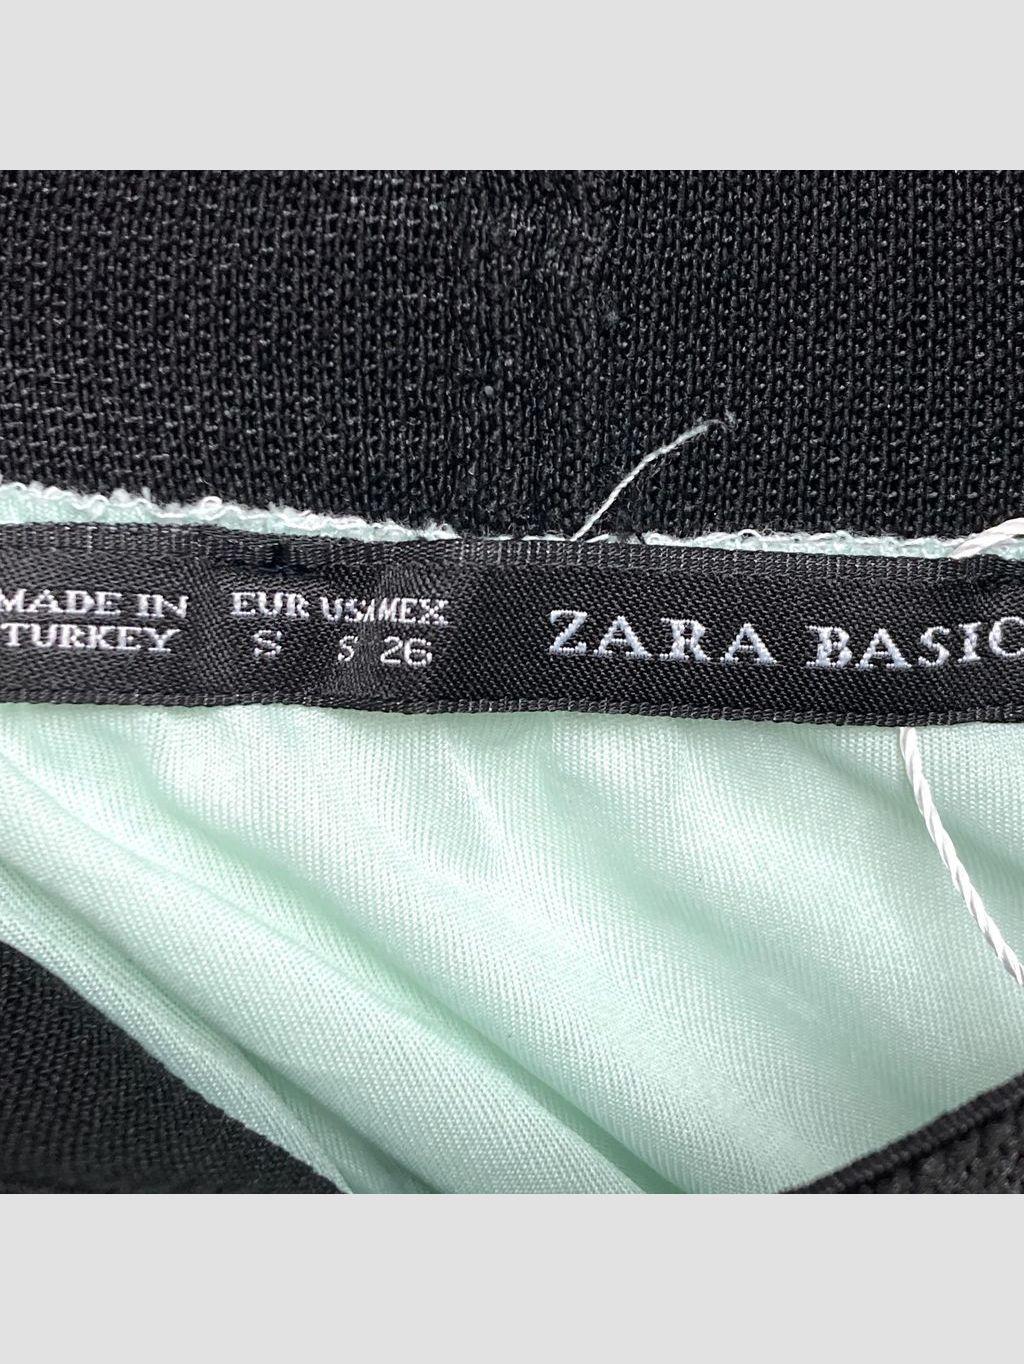 MADE IN
TURKEY
EUR USA MEX
S S 26
ZARA BASIC